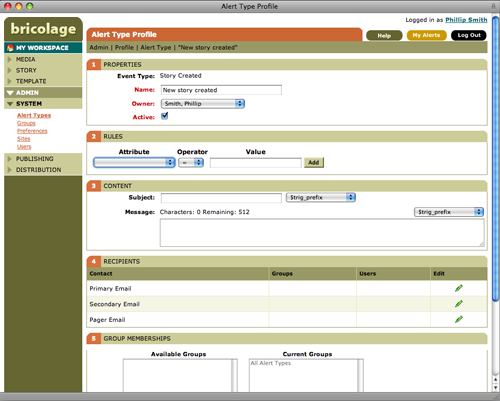 Alert Type Profile
bricolage
Logged in as Phillip Smith
Alert Type Profile
Help
My Alerts
Log Out
Admin | Profile | Alert Type | "New story created"
MY WORKSPACE
MEDIA
STORY
TEMPLATE
ADMIN
SYSTEM
Alert Types
Groups
Preferences
Sites
Users
PUBLISHING
DISTRIBUTION
1 PROPERTIES
Event Type: Story Created
Name: New story created
Owner: Smith, Phillip
Active:
2 RULES
Attribute Operator Value
= Add
3 CONTENT
Subject: $trig_prefix
Message: Characters: 0 Remaining: 512 $trig_prefix
4 RECIPIENTS
Contact Groups Users Edit
Primary Email
Secondary Email
Pager Email
5 GROUP MEMBERSHIPS
Available Groups Current Groups
All Alert Types